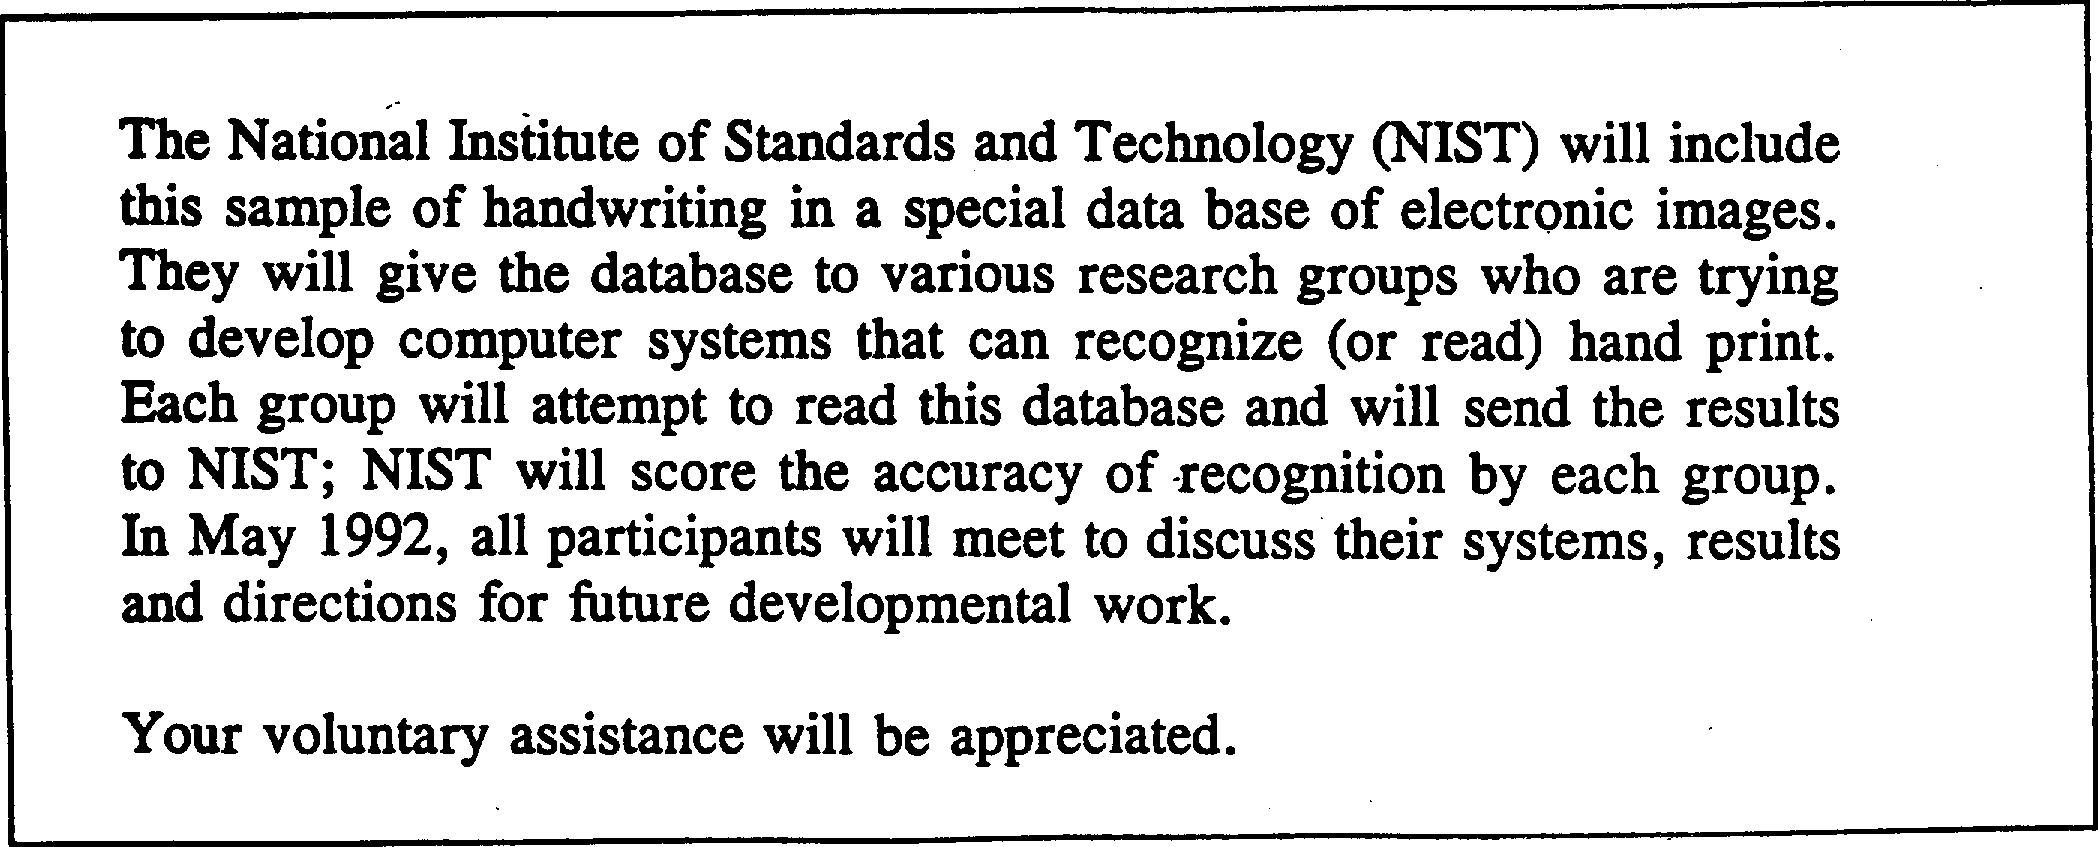 The National Institute of Standards and Technology (NIST) will include
this sample of handwriting in a special data base of electronic images.
They will give the database to various research groups who are trying
to develop computer systems that can recognize (or read) hand print.
Each group will attempt to read this database and will send the results
to NIST; NIST will score the accuracy of recognition by each group.
In May 1992, all participants will meet to discuss their systems, results
and directions for future developmental work.
Your voluntary assistance will be appreciated.